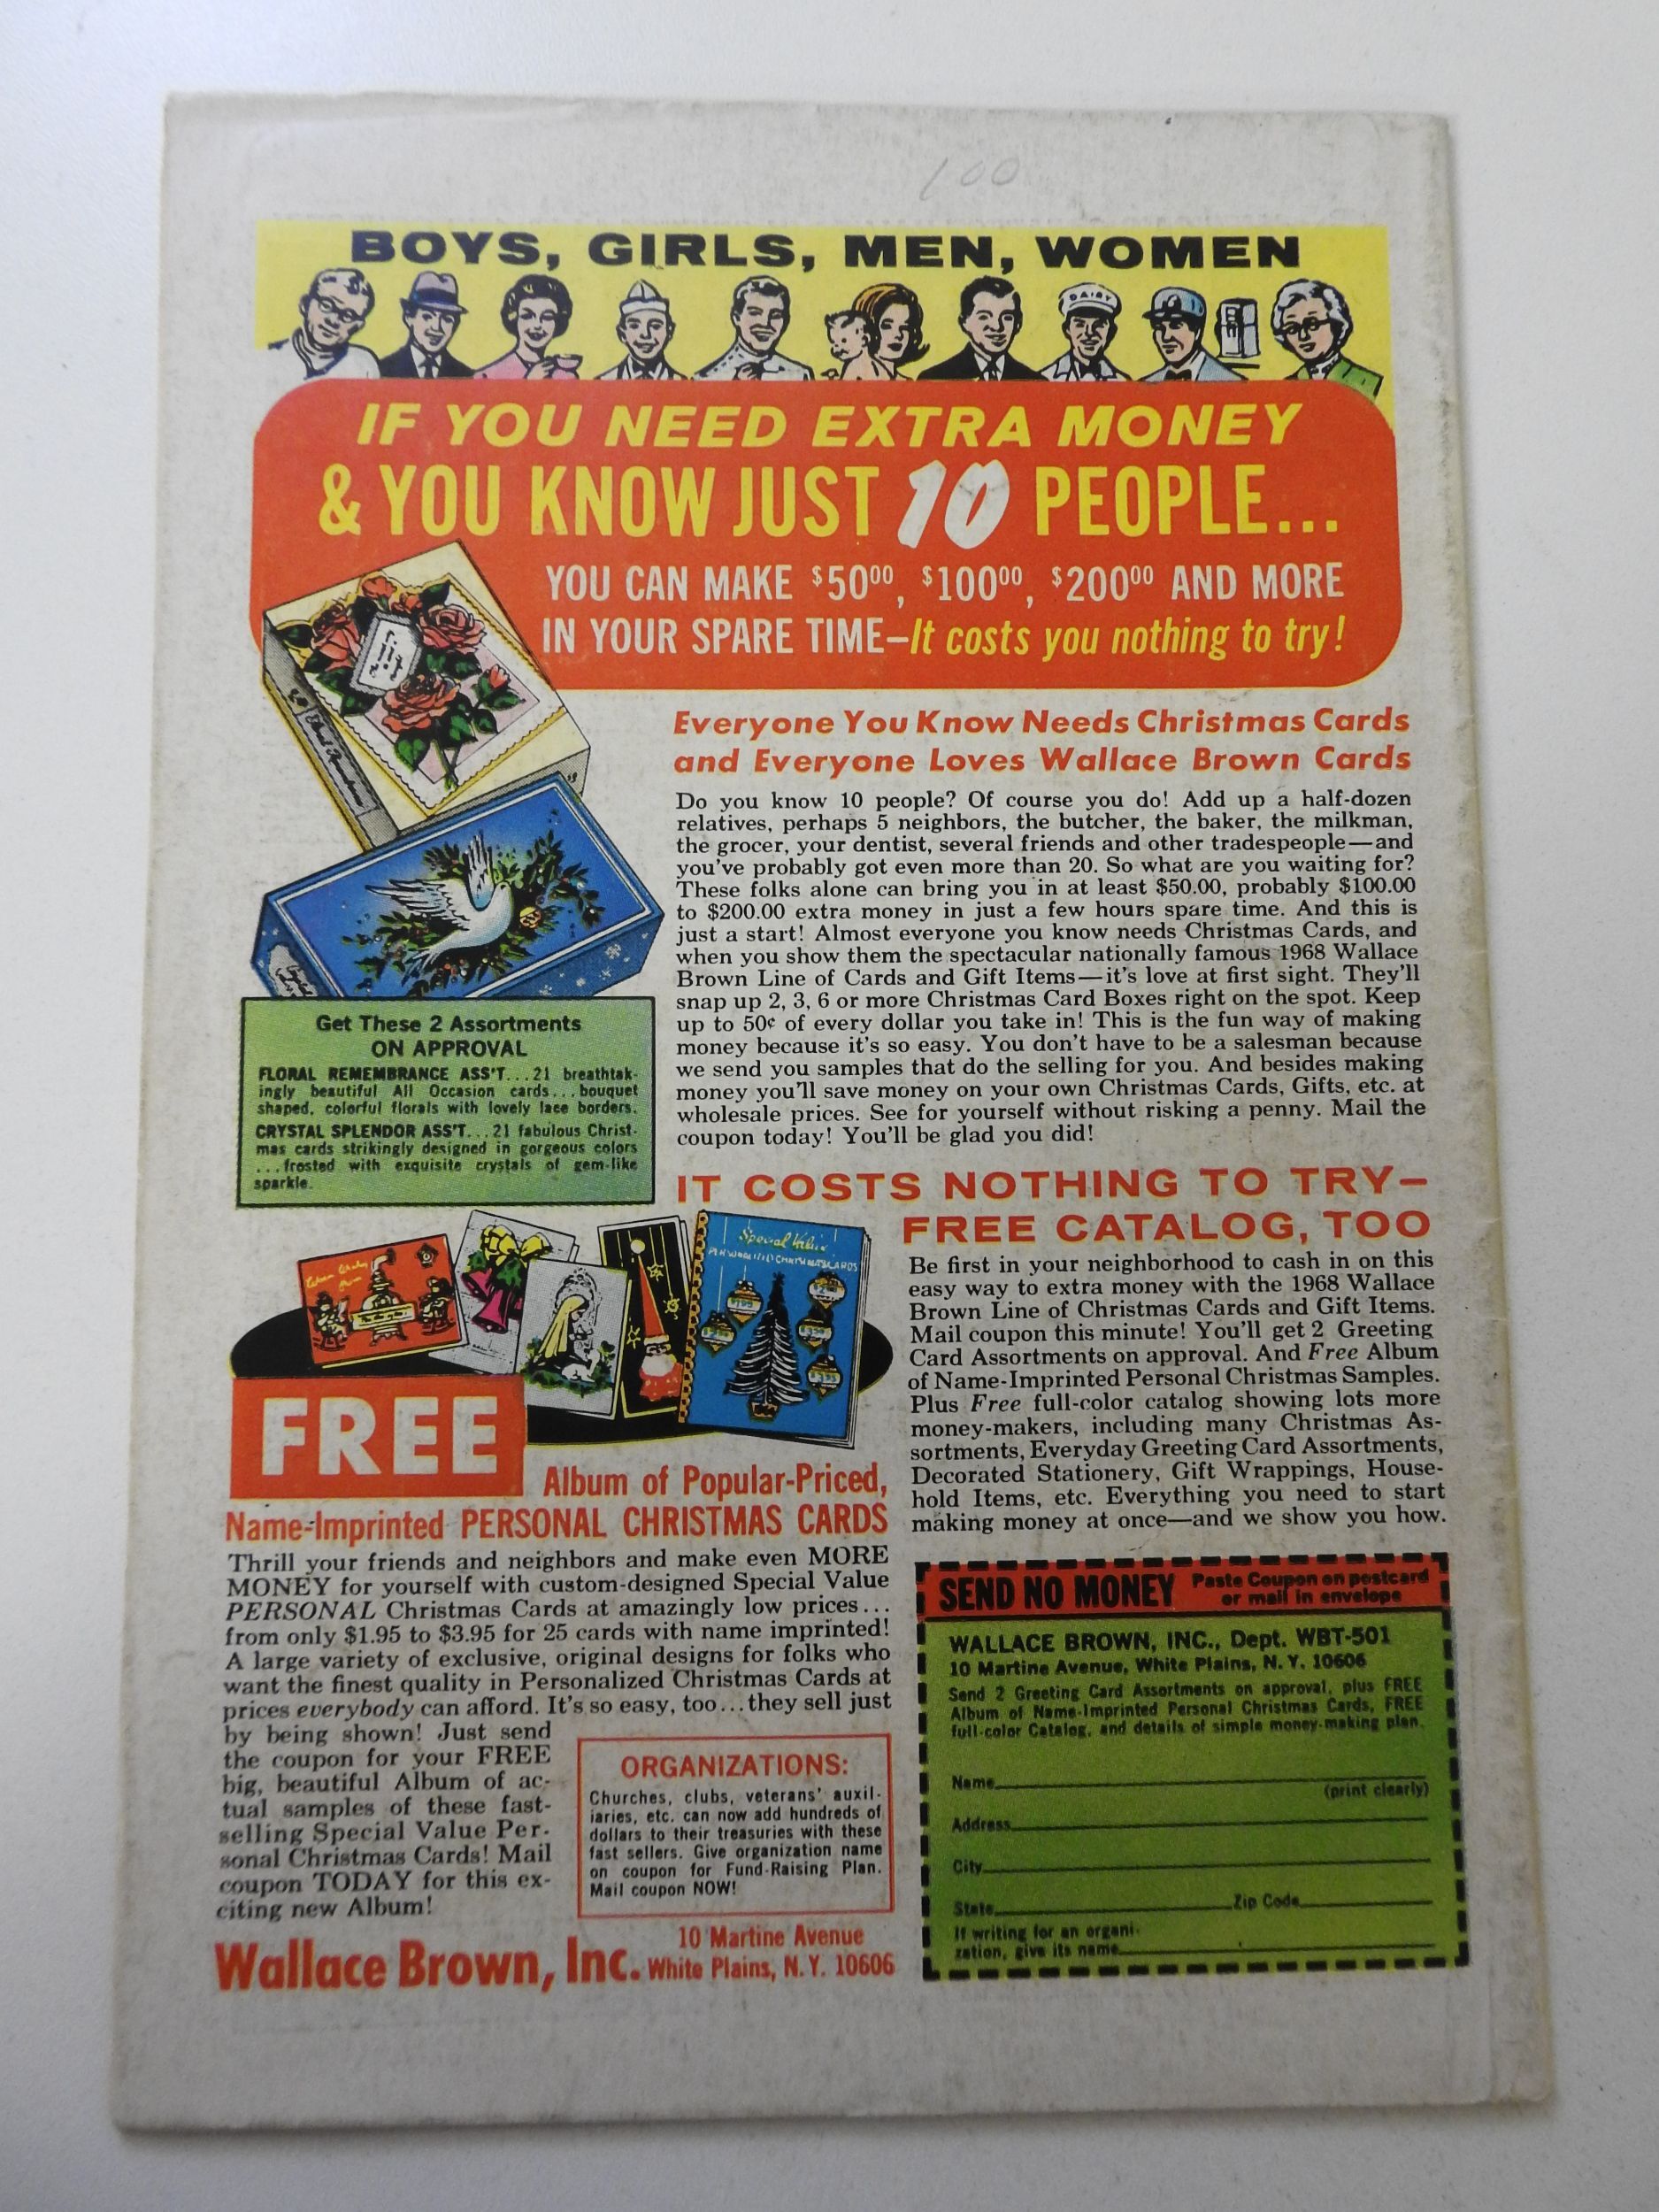 100
BOYS, GIRLS, MEN, WOMEN
DAIRY
IF YOU NEED EXTRA MONEY
& YOU KNOW JUST 10 PEOPLE...
YOU CAN MAKE $5000, $10000, $20000 AND MORE
IN YOUR SPARE TIME—It costs you nothing to try!
Everyone You Know Needs Christmas Cards
and Everyone Loves Wallace Brown Cards
Do you know 10 people? Of course you do! Add up a half-dozen
relatives, perhaps 5 neighbors, the butcher, the baker, the milkman,
the grocer, your dentist, several friends and other tradespeople—and
you've probably got even more than 20. So what are you waiting for?
These folks alone can bring you in at least $50.00, probably $100.00
to $200.00 extra money in just a few hours spare time. And this is
just a start! Almost everyone you know needs Christmas Cards, and
when you show them the spectacular nationally famous 1968 Wallace
Brown Line of Cards and Gift Items—it's love at first sight. They'll
snap up 2, 3, 6 or more Christmas Card Boxes right on the spot. Keep
up to 50¢ of every dollar you take in! This is the fun way of making
money because it's so easy. You don't have to be a salesman because
we send you samples that do the selling for you. And besides making
money you'll save money on your own Christmas Cards, Gifts, etc. at
wholesale prices. See for yourself without risking a penny. Mail the
coupon today! You'll be glad you did!
Get These 2 Assortments
ON APPROVAL
FLORAL REMEMBRANCE ASS'T...21 breathtak-
ingly beautiful All Occasion cards...bouquet
shaped, colorful florals with lovely lace borders.
CRYSTAL SPLENDOR ASS'T...21 fabulous Christ-
mas cards strikingly designed in gorgeous colors
...frosted with exquisite crystals of gem-like
sparkle.
IT COSTS NOTHING TO TRY—
FREE CATALOG, TOO
Be first in your neighborhood to cash in on this
easy way to extra money with the 1968 Wallace
Brown Line of Christmas Cards and Gift Items.
Mail coupon this minute! You'll get 2 Greeting
Card Assortments on approval. And Free Album
of Name-Imprinted Personal Christmas Samples.
Plus Free full-color catalog showing lots more
money-makers, including many Christmas As-
sortments, Everyday Greeting Card Assortments,
Decorated Stationery, Gift Wrappings, House-
hold Items, etc. Everything you need to start
making money at once—and we show you how.
Special Value
PERSONALIZED CHRISTMAS CARDS
FREE
Album of Popular-Priced,
Name-Imprinted PERSONAL CHRISTMAS CARDS
Thrill your friends and neighbors and make even MORE
MONEY for yourself with custom-designed Special Value
PERSONAL Christmas Cards at amazingly low prices...
from only $1.95 to $3.95 for 25 cards with name imprinted!
A large variety of exclusive, original designs for folks who
want the finest quality in Personalized Christmas Cards at
prices everybody can afford. It's so easy, too...they sell just
by being shown! Just send
the coupon for your FREE
big, beautiful Album of ac-
tual samples of these fast-
selling Special Value Per-
sonal Christmas Cards! Mail
coupon TODAY for this ex-
citing new Album!
ORGANIZATIONS:
Churches, clubs, veterans' auxil-
iaries, etc. can now add hundreds of
dollars to their treasuries with these
fast sellers. Give organization name
on coupon for Fund-Raising Plan.
Mail coupon NOW!
Wallace Brown, Inc.
10 Martine Avenue
White Plains, N.Y. 10606
SEND NO MONEY
Paste Coupon on postcard
or mail in envelope
WALLACE BROWN, INC., Dept. WBT-501
10 Martine Avenue, White Plains, N.Y. 10606
Send 2 Greeting Card Assortments on approval, plus FREE
Album of Name-Imprinted Personal Christmas Cards, FREE
full-color Catalog, and details of simple money-making plan.
Name
(print clearly)
Address
City
State Zip Code
If writing for an organi-
zation, give its name